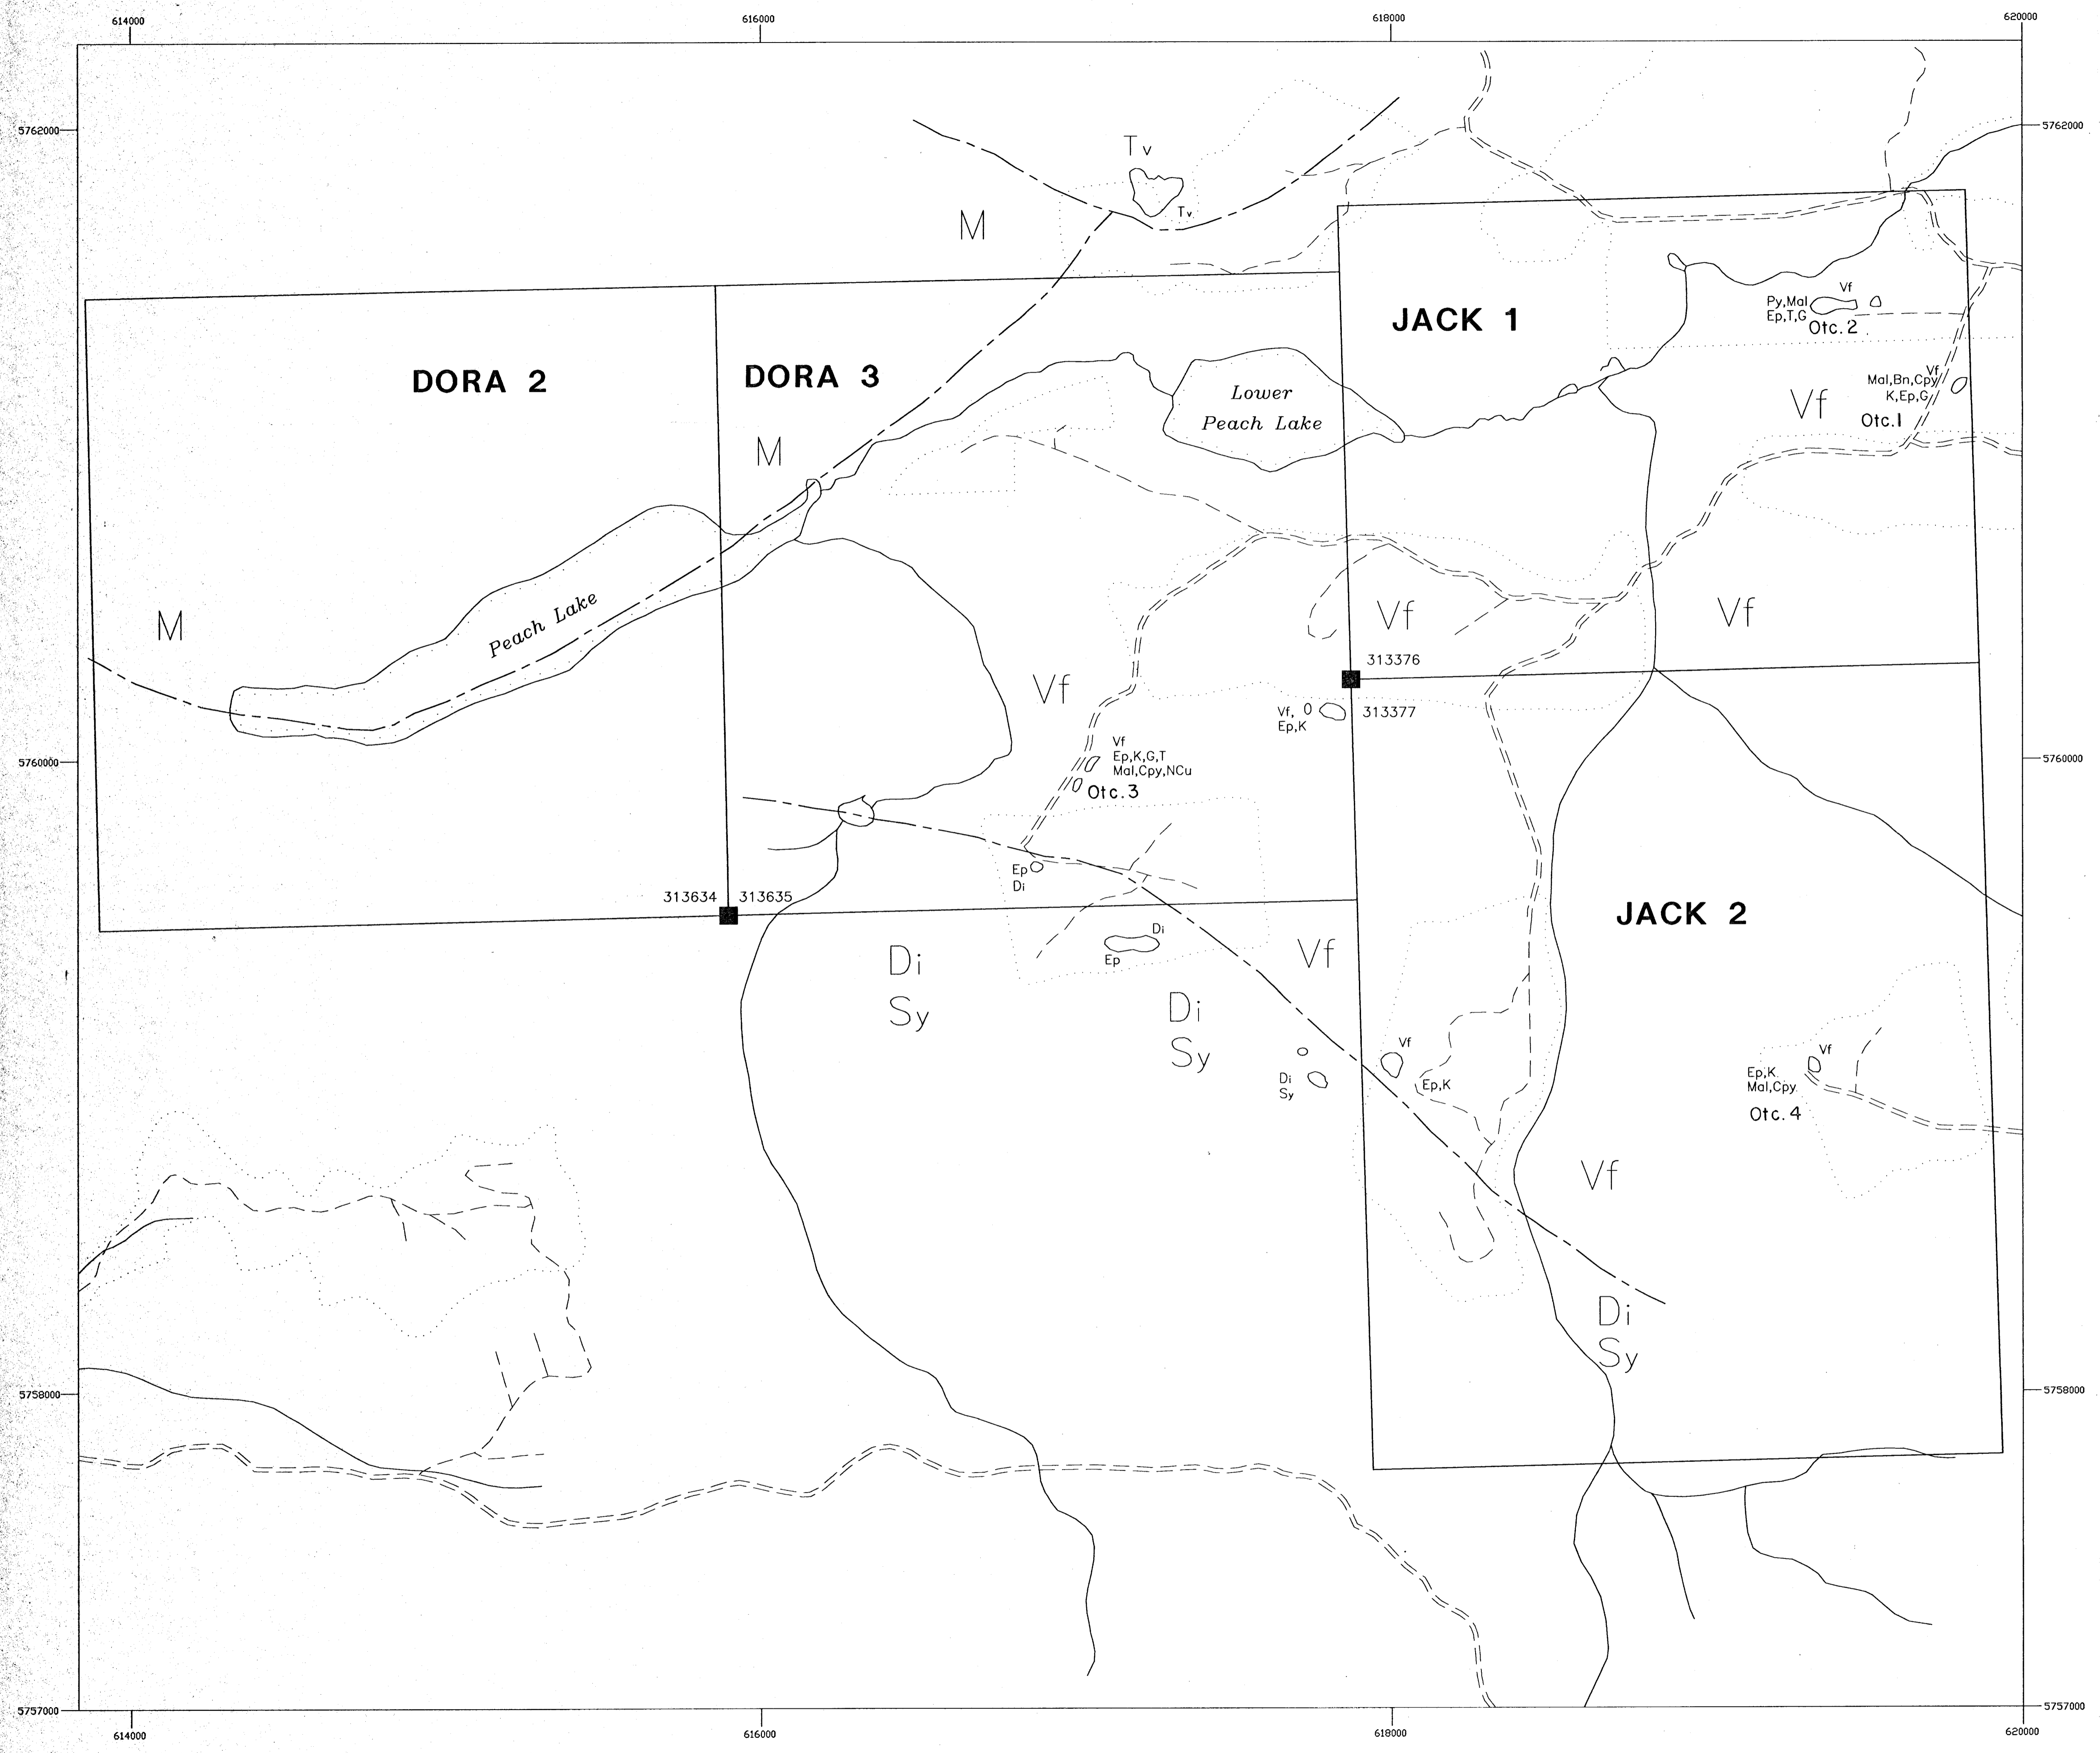 614000
616000
618000
620000
5762000
5762000
Tv
Tv
M
JACK 1
Vf
Py,Mal
Ep,T,G
Otc.2
DORA 2
DORA 3
Lower
Peach Lake
Vf
Mal,Bn,Cpy
K,Ep,G
Otc.1
Vf
M
M
Peach Lake
Vf
Vf
Vf
313376
313377
Vf,
Ep,K
Vf
Ep,K,G,T
Mal,Cpy,NCu
Otc.3
5760000
5760000
Ep
Di
313634
313635
JACK 2
Di
Ep
Vf
Di
Sy
Di
Sy
Vf
Ep,K
Di
Sy
Vf
Ep,K
Mal,Cpy
Otc.4
Vf
Di
Sy
5758000
5758000
5757000
5757000
614000
616000
618000
620000